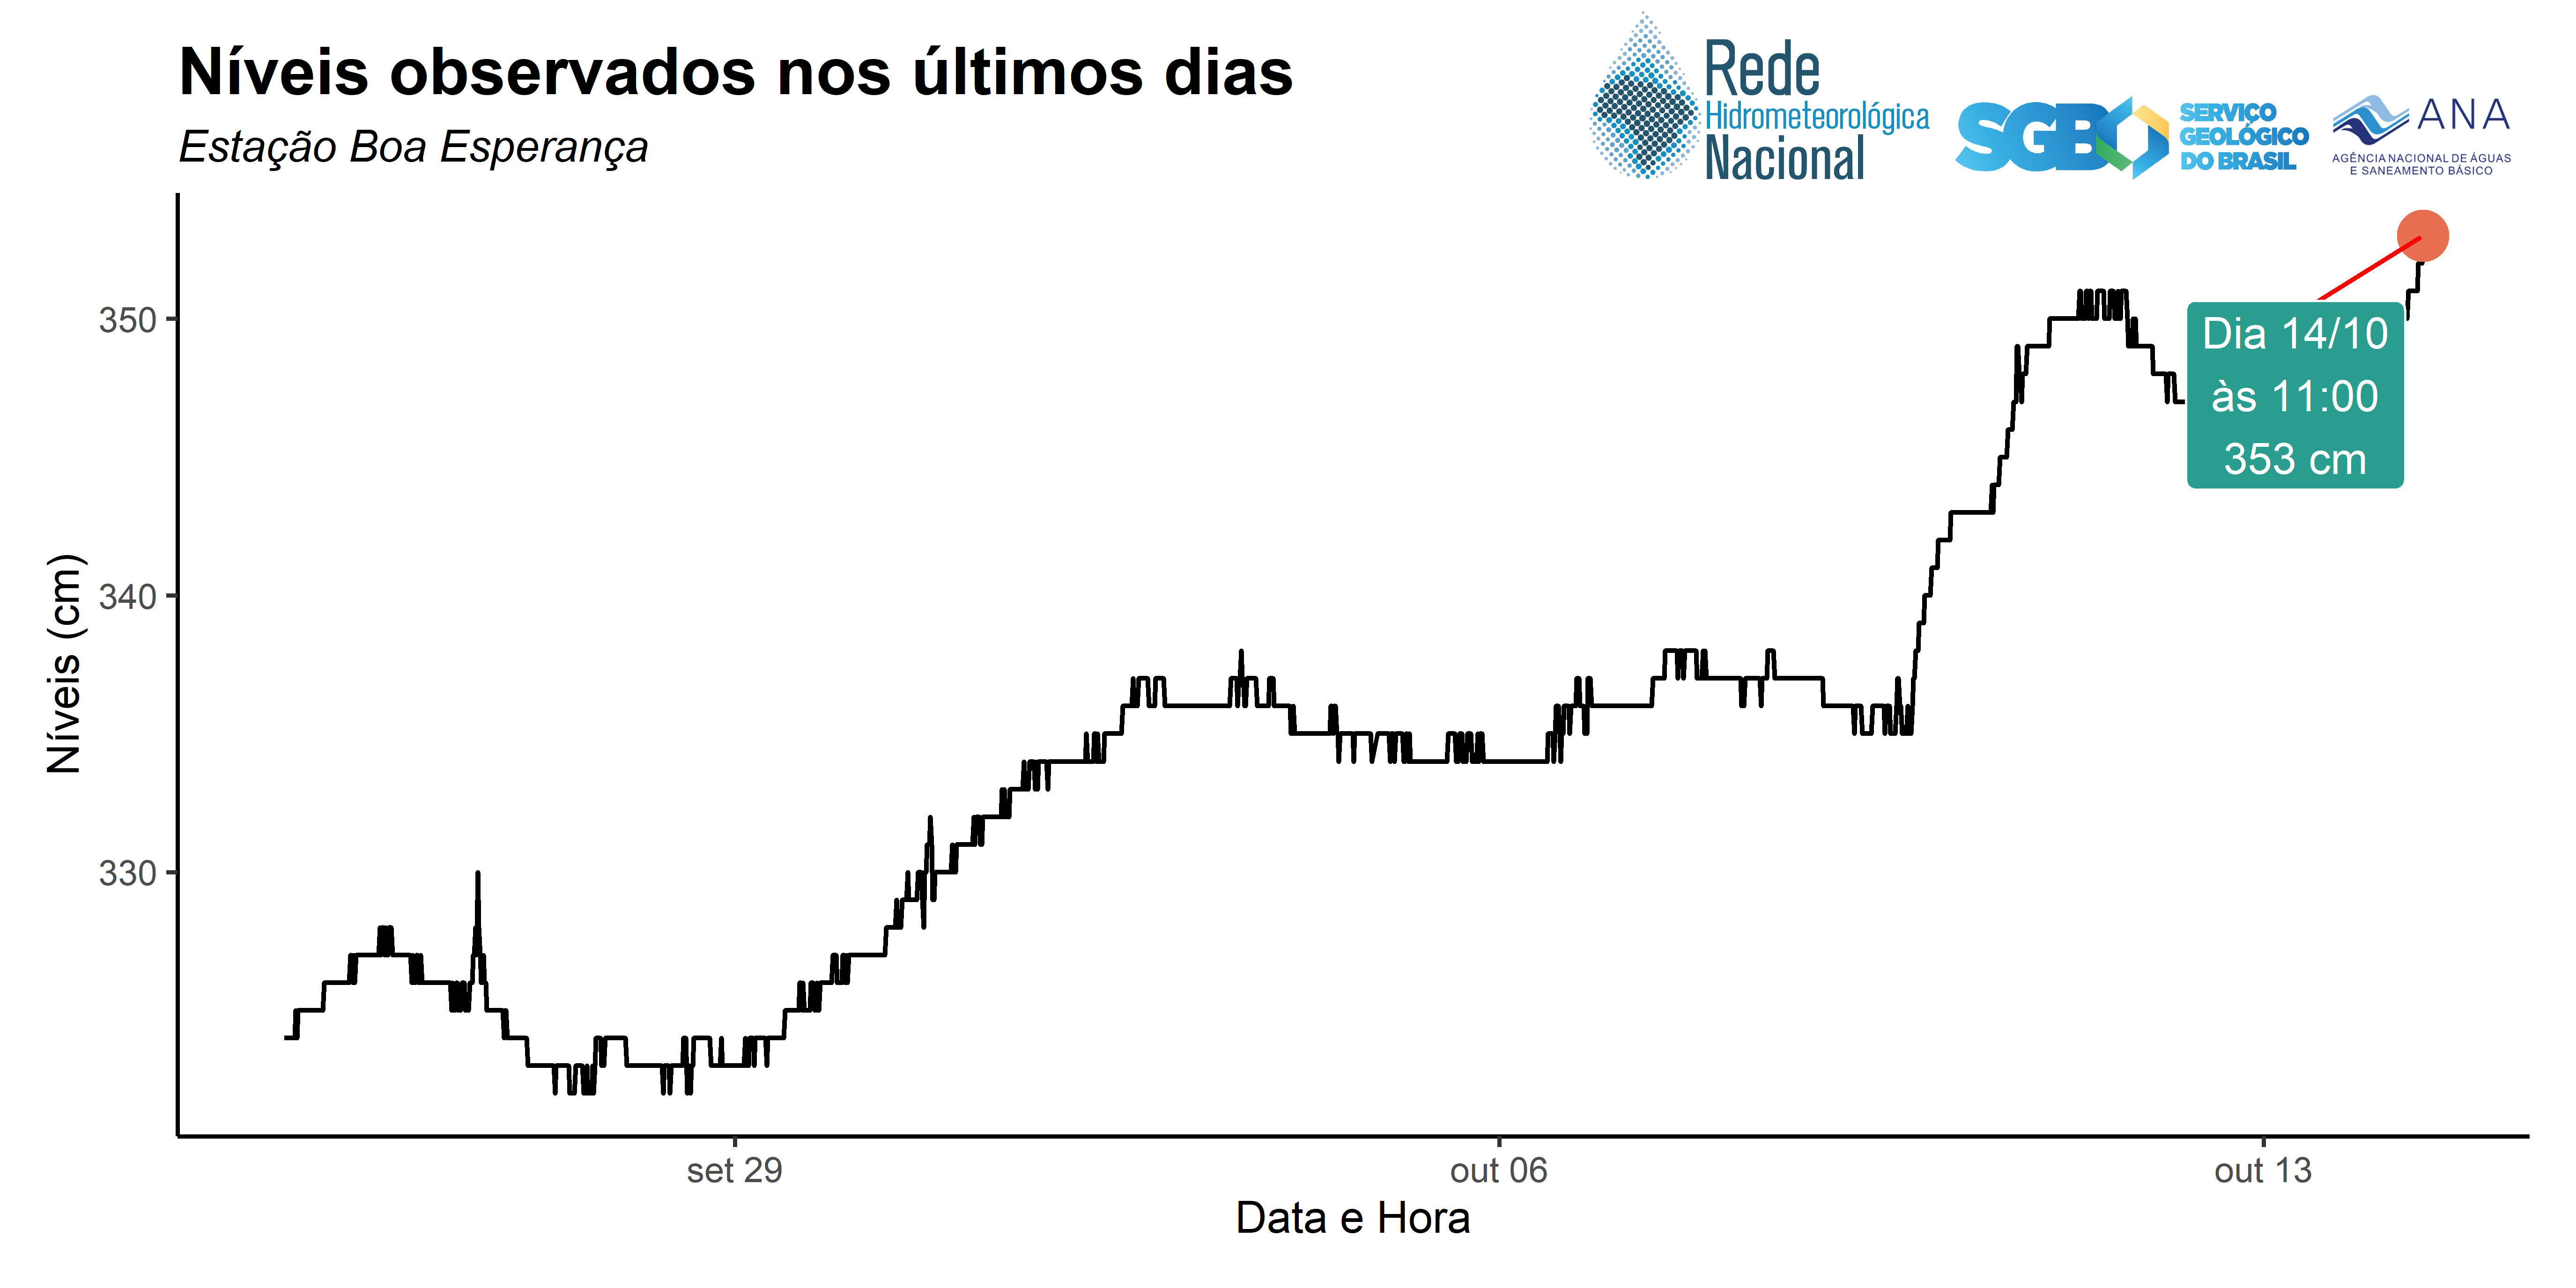 Níveis observados nos últimos dias
Estação Boa Esperança
Rede
Hidrometeorológica
Nacional
SGB
SERVIÇO
GEOLÓGICO
DO BRASIL
ANA
AGÊNCIA NACIONAL DE ÁGUAS
E SANEAMENTO BÁSICO
Níveis (cm)
350
340
330
Dia 14/10
às 11:00
353 cm
set 29
out 06
out 13
Data e Hora